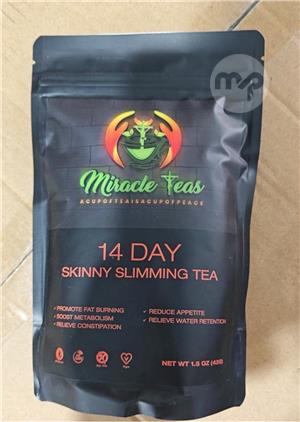 Miracle Teas
ACUPOFTEAISACUPOFPEACE
14 DAY
SKINNY SLIMMING TEA
✓PROMOTE FAT BURNING
✓BOOST METABOLISM
✓RELIEVE CONSTIPATION
✓REDUCE APPETITE
✓RELIEVE WATER RETENTION
NET WT 1.5 OZ (42G)